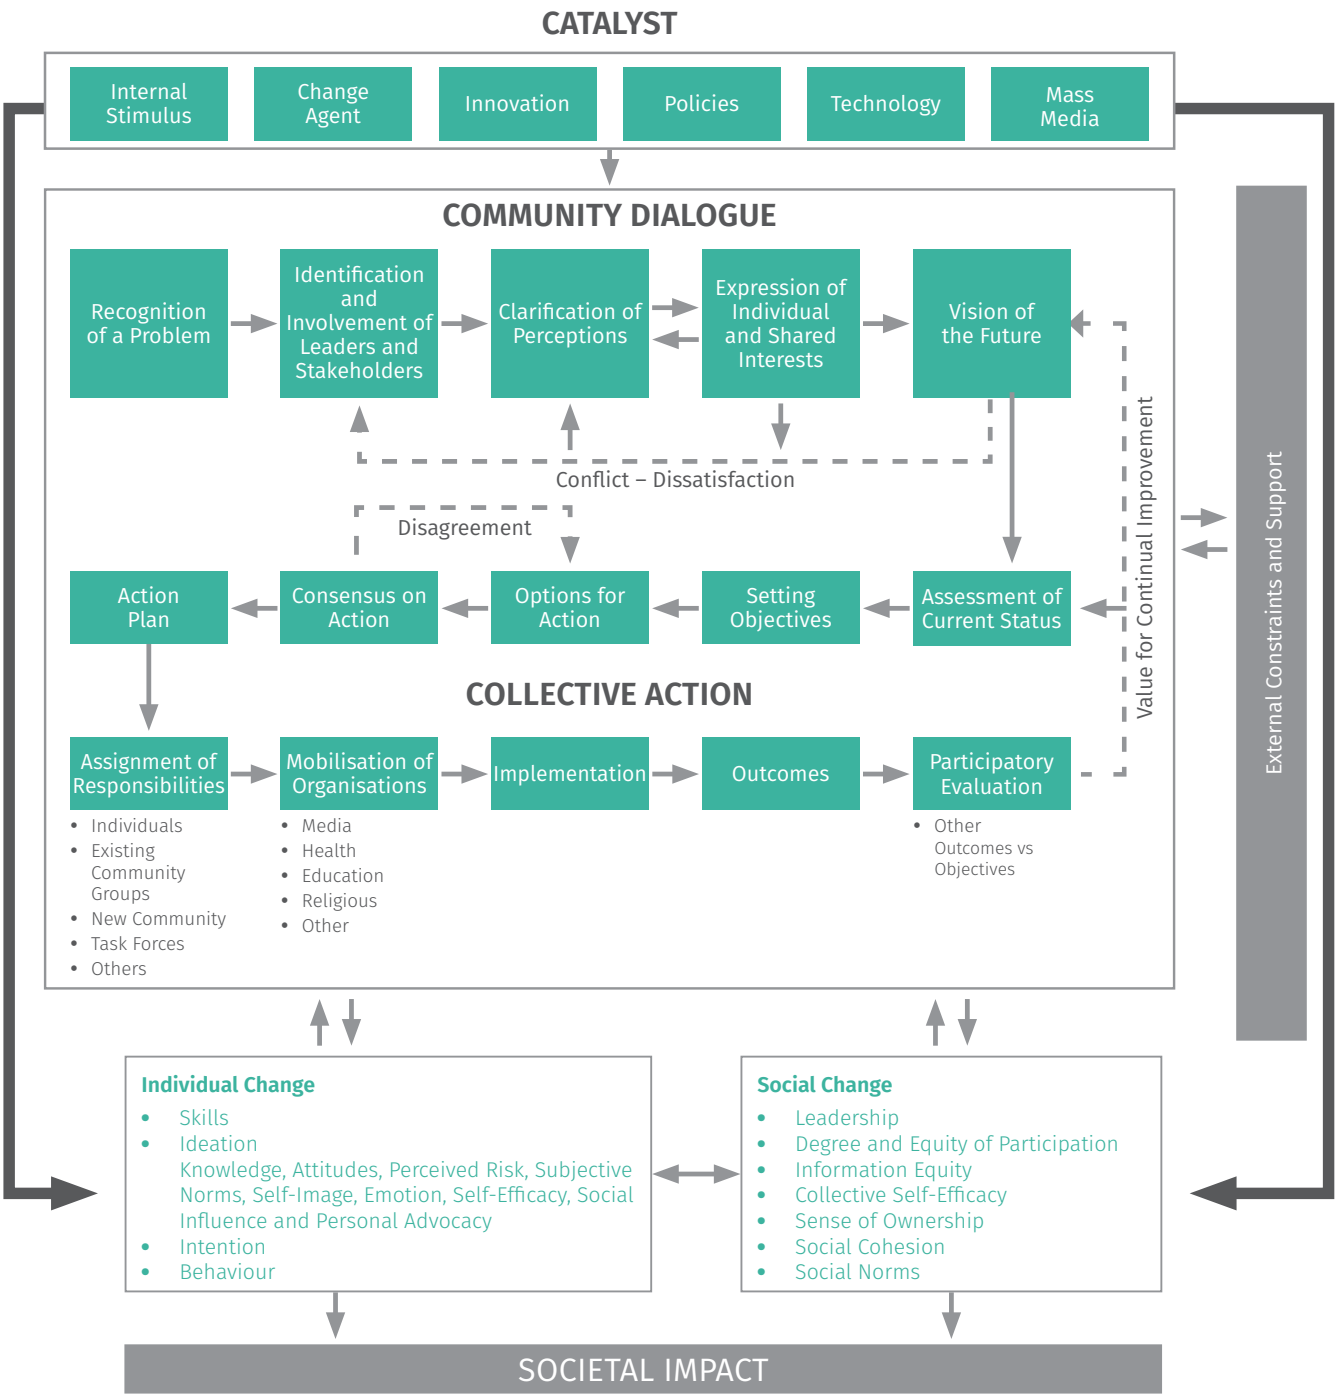 CATALYST
Internal
Stimulus
Change
Agent
Innovation
Policies
Technology
Mass
Media
COMMUNITY DIALOGUE
Recognition
of a Problem
Identification
and
Involvement of
Leaders and
Stakeholders
Clarification of
Perceptions
Expression of
Individual
and Shared
Interests
Vision of
the Future
Conflict – Dissatisfaction
Disagreement
Action
Plan
Consensus on
Action
Options for
Action
Setting
Objectives
Assessment of
Current Status
Value for Continual Improvement
External Constraints and Support
COLLECTIVE ACTION
Assignment of
Responsibilities
• Individuals
• Existing
Community
Groups
• New Community
• Task Forces
• Others
Mobilisation of
Organisations
• Media
• Health
• Education
• Religious
• Other
Implementation
Outcomes
Participatory
Evaluation
• Other
Outcomes vs
Objectives
Individual Change
• Skills
• Ideation
Knowledge, Attitudes, Perceived Risk, Subjective
Norms, Self-Image, Emotion, Self-Efficacy, Social
Influence and Personal Advocacy
• Intention
• Behaviour
Social Change
• Leadership
• Degree and Equity of Participation
• Information Equity
• Collective Self-Efficacy
• Sense of Ownership
• Social Cohesion
• Social Norms
SOCIETAL IMPACT